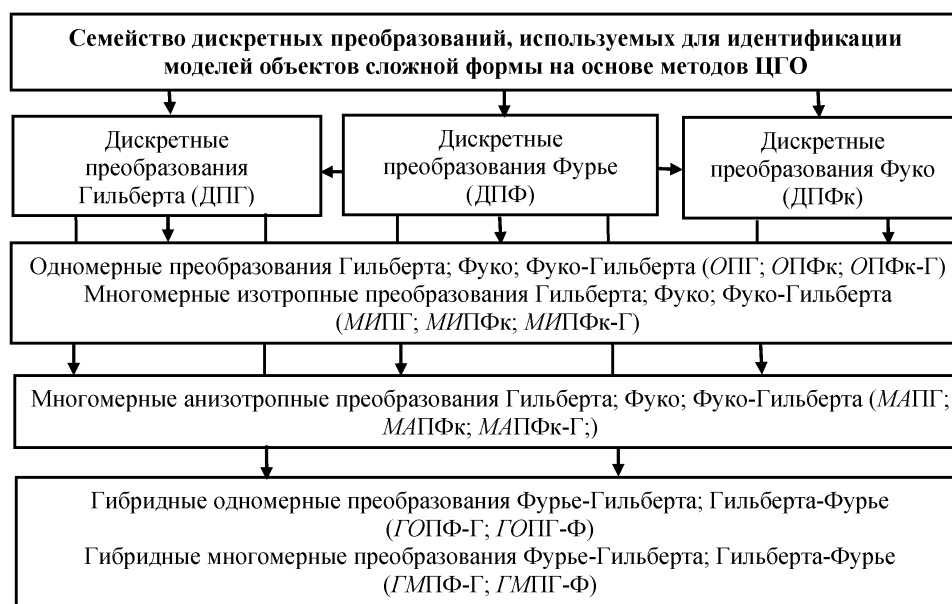 Семейство дискретных преобразований, используемых для идентификации
моделей объектов сложной формы на основе методов ЦГО
Дискретные
преобразования
Гильберта (ДПГ)
Дискретные
преобразования Фурье
(ДПФ)
Дискретные
преобразования Фуко
(ДПФк)
Одномерные преобразования Гильберта; Фуко; Фуко-Гильберта (ОПГ; ОПФк; ОПФк-Г)
Многомерные изотропные преобразования Гильберта; Фуко; Фуко-Гильберта
(МИПГ; МИПФк; МИПФк-Г)
Многомерные анизотропные преобразования Гильберта; Фуко; Фуко-Гильберта (МАПГ;
МАПФк; МАПФк-Г;)
Гибридные одномерные преобразования Фурье-Гильберта; Гильберта-Фурье
(ГОПФ-Г; ГОПГ-Ф)
Гибридные многомерные преобразования Фурье-Гильберта; Гильберта-Фурье
(ГМПФ-Г; ГМПГ-Ф)